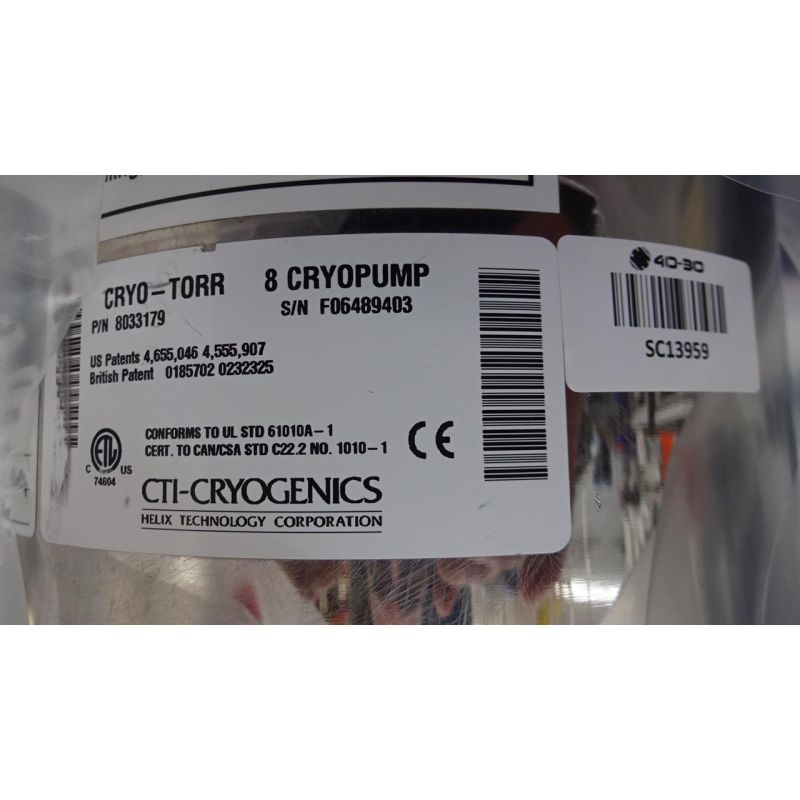 CRYO-TORR 8 CRYOPUMP
P/N 8033179 S/N F06489403
US Patents 4,655,046 4,555,907
British Patent 0185702 0232325
CONFORMS TO UL STD 61010A-1
CERT. TO CAN/CSA STD C22.2 NO. 1010-1
C ETL US
74604
CE
CTI-CRYOGENICS
HELIX TECHNOLOGY CORPORATION
40-30
SC13959